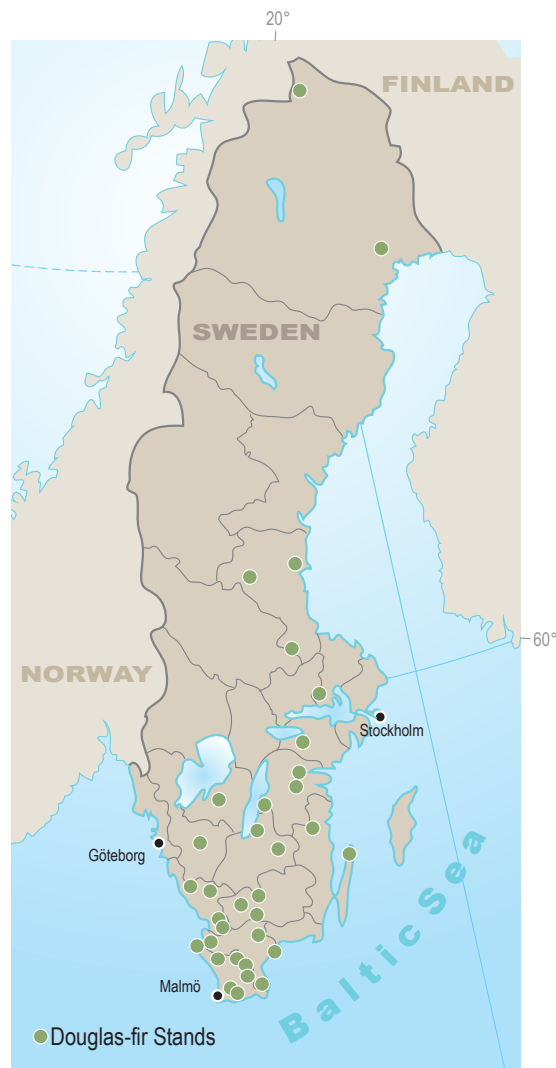 20°
FINLAND
SWEDEN
60°
NORWAY
Stockholm
Göteborg
Baltic Sea
Malmö
Douglas-fir Stands